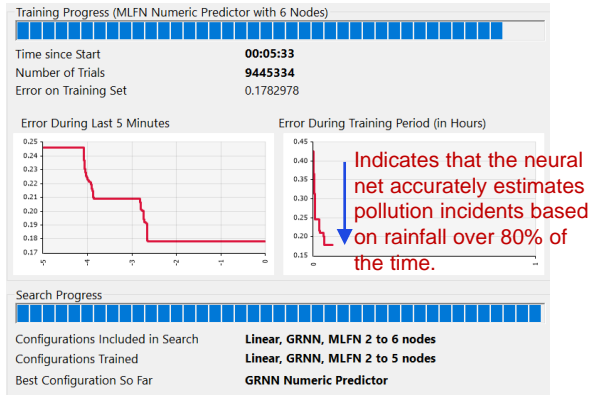 Training Progress (MLFN Numeric Predictor with 6 Nodes)
Time since Start 00:05:33
Number of Trials 9445334
Error on Training Set 0.1782978
Error During Last 5 Minutes
0.25
0.24
0.23
0.22
0.21
0.20
0.19
0.18
0.17
-5 -4 -3 -2 -1 0
Error During Training Period (in Hours)
0.45
0.40
0.35
0.30
0.25
0.20
0.15
0 1
Indicates that the neural
net accurately estimates
pollution incidents based
on rainfall over 80% of
the time.
Search Progress
Configurations Included in Search Linear, GRNN, MLFN 2 to 6 nodes
Configurations Trained Linear, GRNN, MLFN 2 to 5 nodes
Best Configuration So Far GRNN Numeric Predictor